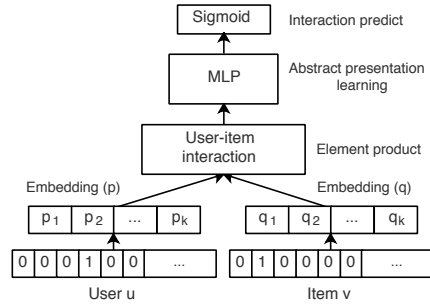 Sigmoid Interaction predict
MLP Abstract presentation
learning
User-item
interaction Element product
Embedding (p) Embedding (q)
p1 p2 ... pk q1 q2 ... qk
0 0 0 1 0 0 ... 0 1 0 0 0 0 ...
User u Item v